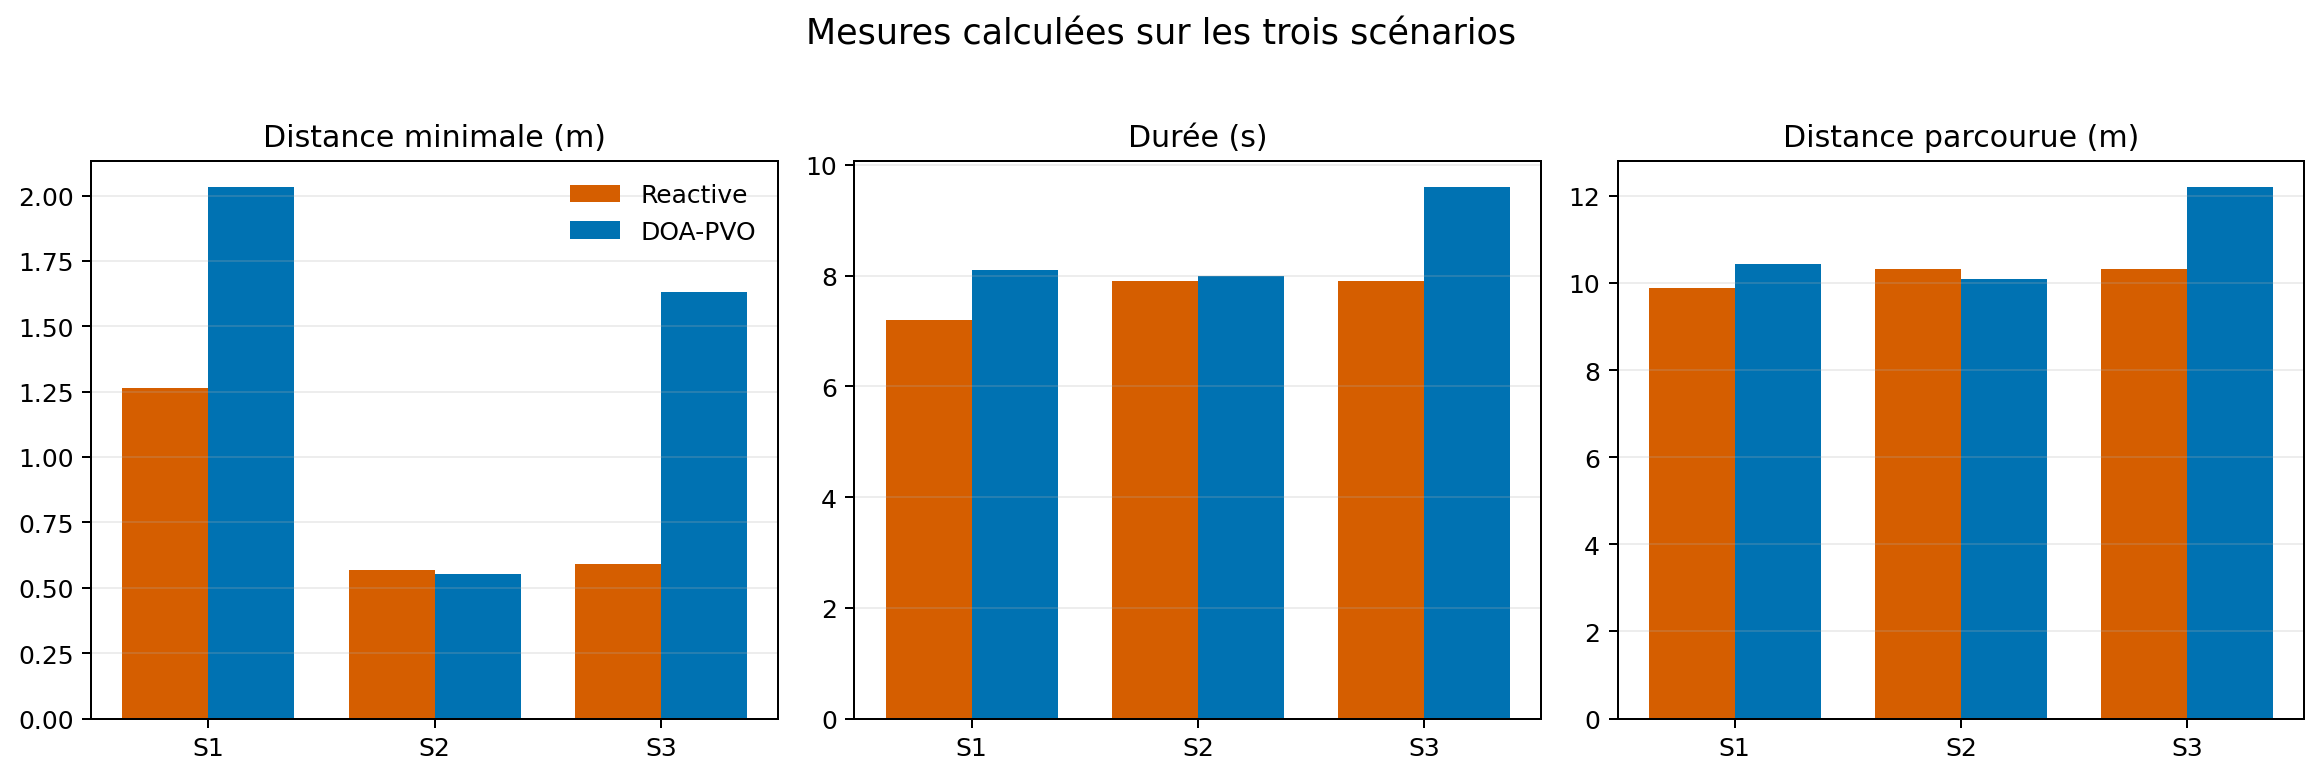 Mesures calculées sur les trois scénarios
Distance minimale (m)
2.00
1.75
1.50
1.25
1.00
0.75
0.50
0.25
0.00
Reactive
DOA-PVO
S1 S2 S3
Durée (s)
10
8
6
4
2
0
S1 S2 S3
Distance parcourue (m)
12
10
8
6
4
2
0
S1 S2 S3